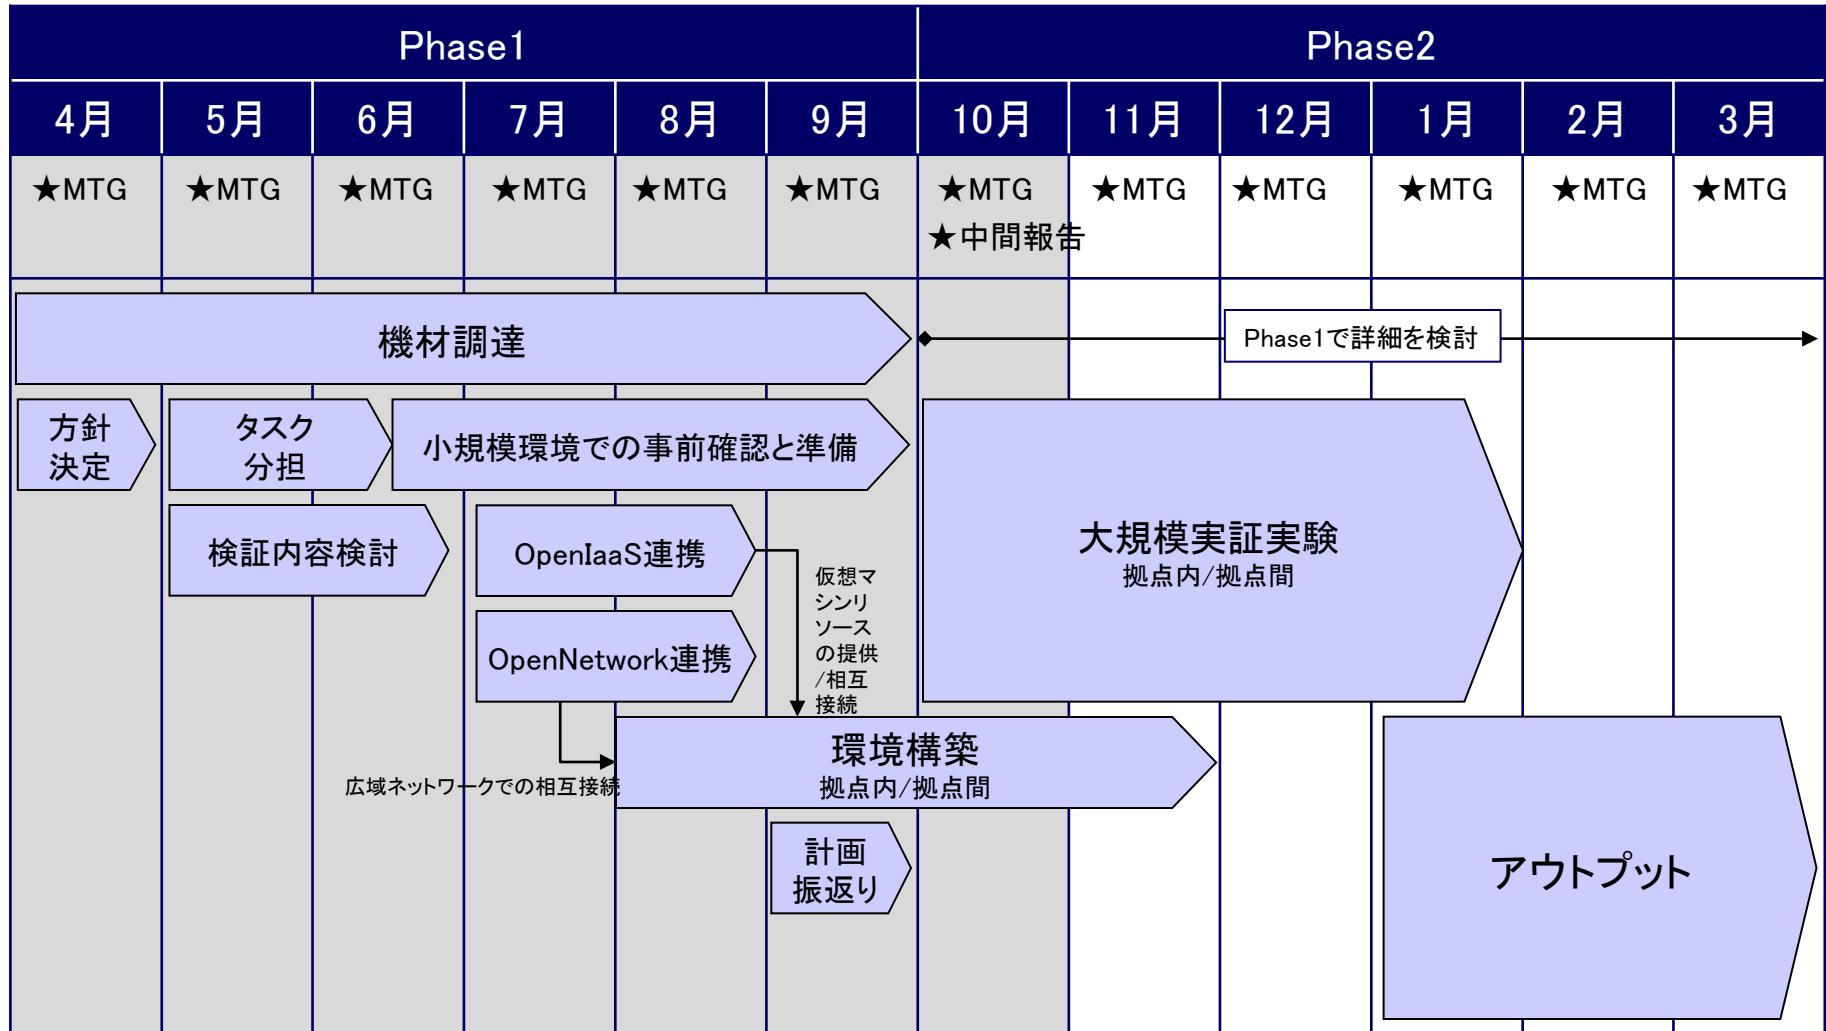 Phase1
Phase2
4月
5月
6月
7月
8月
9月
10月
11月
12月
1月
2月
3月
★MTG
★MTG
★MTG
★MTG
★MTG
★MTG
★MTG
★MTG
★MTG
★MTG
★MTG
★MTG
★中間報告
機材調達
Phase1で詳細を検討
方針
決定
タスク
分担
小規模環境での事前確認と準備
検証内容検討
OpenIaaS連携
仮想マ
シンリ
ソース
の提供
/相互
接続
大規模実証実験
拠点内/拠点間
OpenNetwork連携
広域ネットワークでの相互接続
環境構築
拠点内/拠点間
計画
振返り
アウトプット